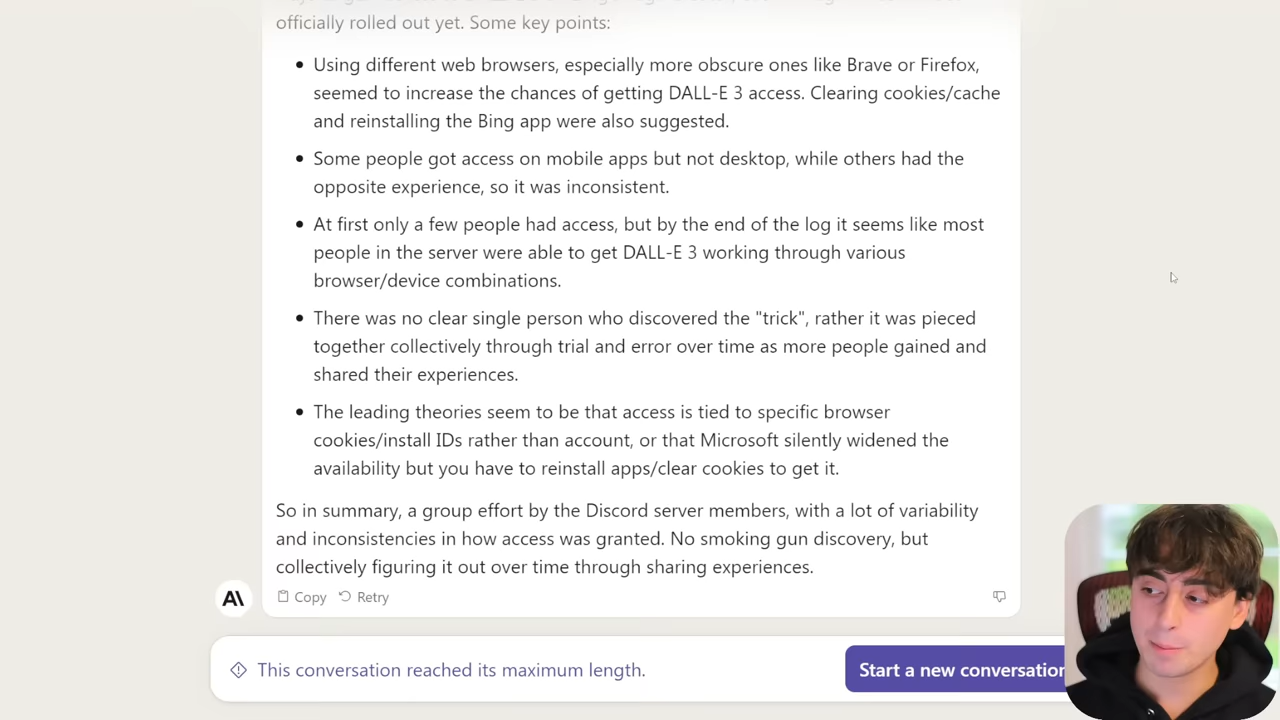 officially rolled out yet. Some key points:
• Using different web browsers, especially more obscure ones like Brave or Firefox,
seemed to increase the chances of getting DALL-E 3 access. Clearing cookies/cache
and reinstalling the Bing app were also suggested.
• Some people got access on mobile apps but not desktop, while others had the
opposite experience, so it was inconsistent.
• At first only a few people had access, but by the end of the log it seems like most
people in the server were able to get DALL-E 3 working through various
browser/device combinations.
• There was no clear single person who discovered the "trick", rather it was pieced
together collectively through trial and error over time as more people gained and
shared their experiences.
• The leading theories seem to be that access is tied to specific browser
cookies/install IDs rather than account, or that Microsoft silently widened the
availability but you have to reinstall apps/clear cookies to get it.
So in summary, a group effort by the Discord server members, with a lot of variability
and inconsistencies in how access was granted. No smoking gun discovery, but
collectively figuring it out over time through sharing experiences.
A\
Copy Retry
This conversation reached its maximum length.
Start a new conversation